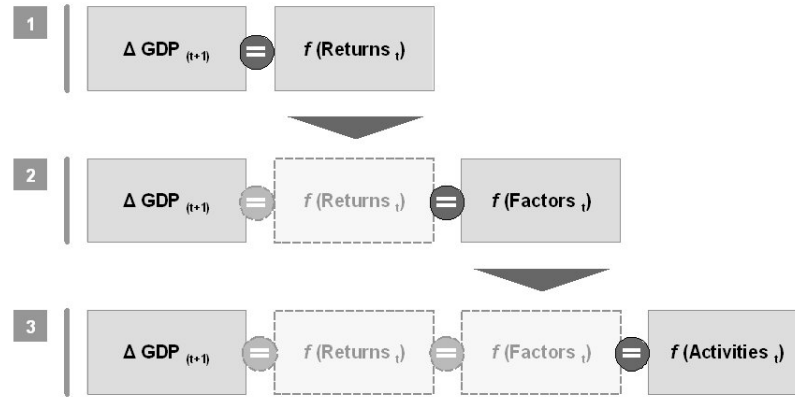 1 Δ GDP (t+1) = f (Returns t)
2 Δ GDP (t+1) = f (Returns t) = f (Factors t)
3 Δ GDP (t+1) = f (Returns t) = f (Factors t) = f (Activities t)